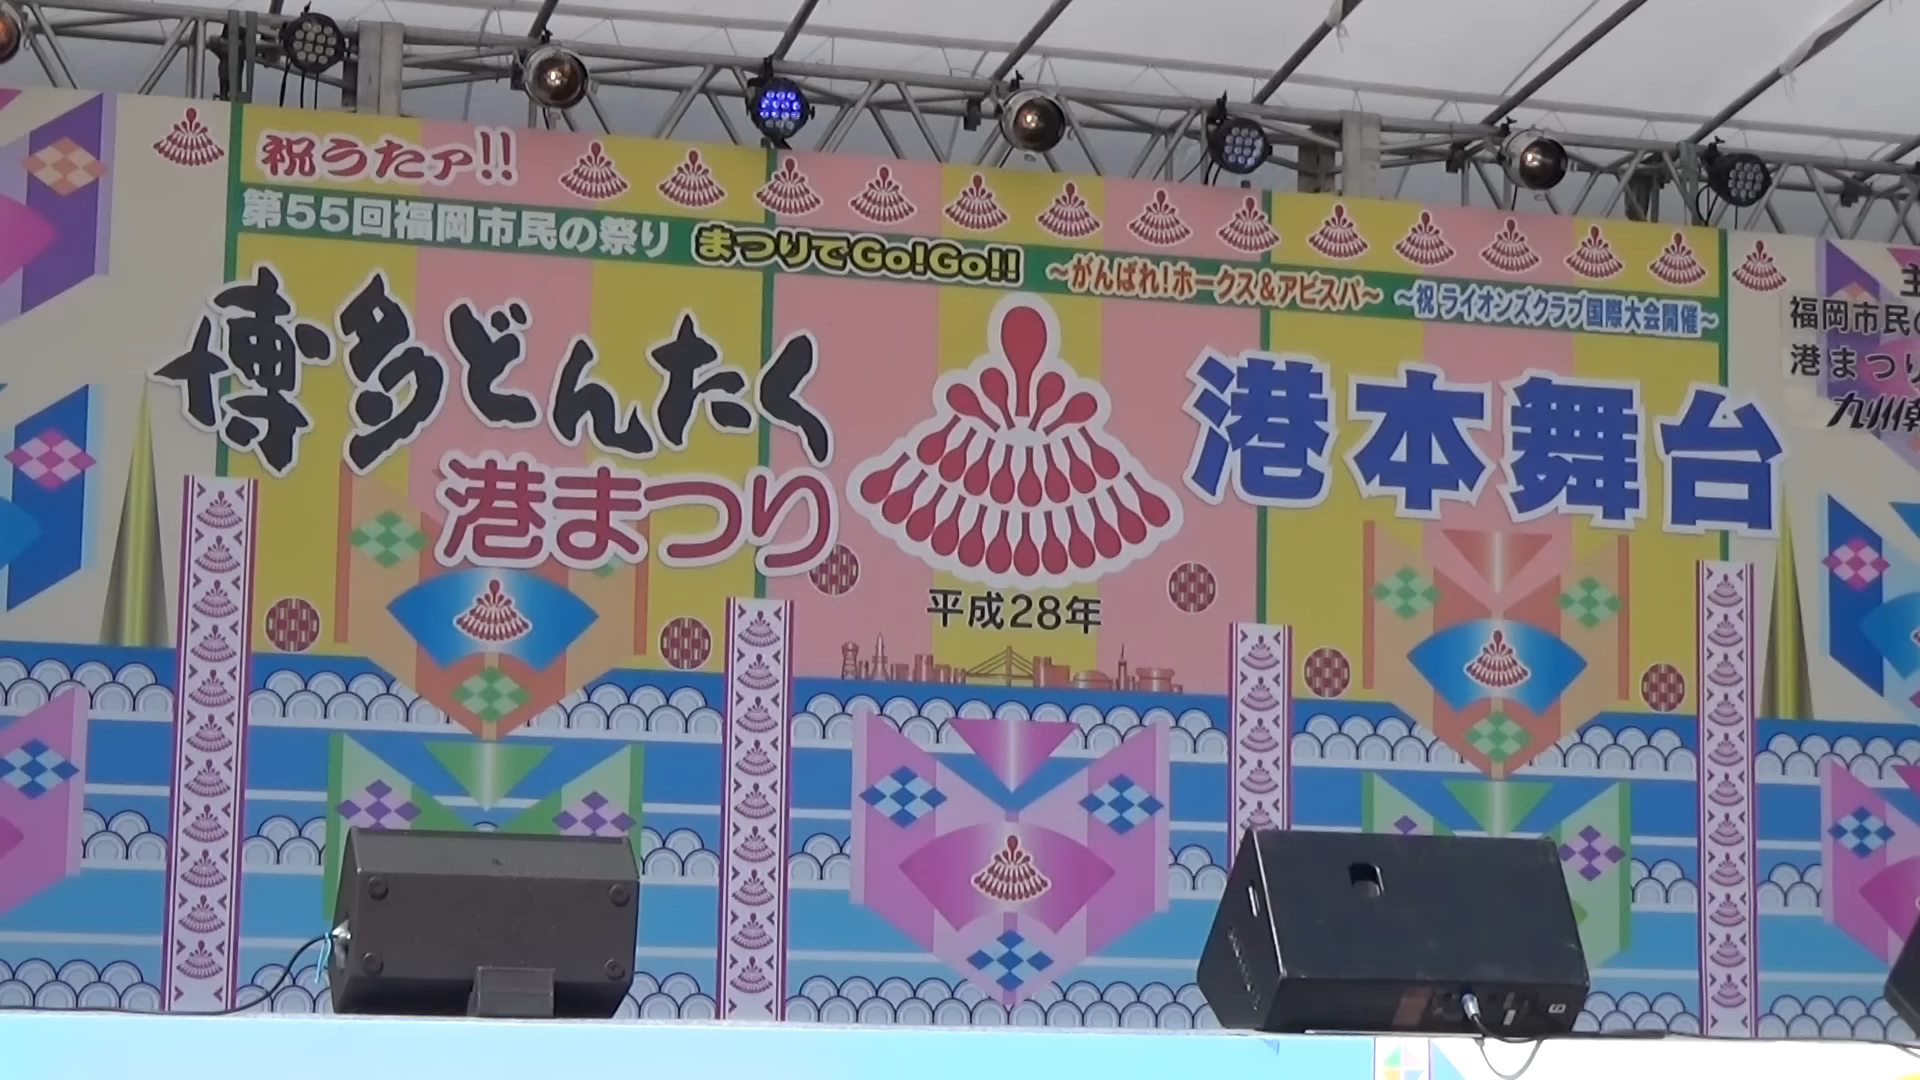 祝うたァ!!
第55回福岡市民の祭り まつりでGo!Go!! ～がんばれ!ホークス&アビスパ～ ～祝 ライオンズクラブ国際大会開催～
博多どんたく
港まつり
港本舞台
平成28年
福岡市民の
港まつり
九州